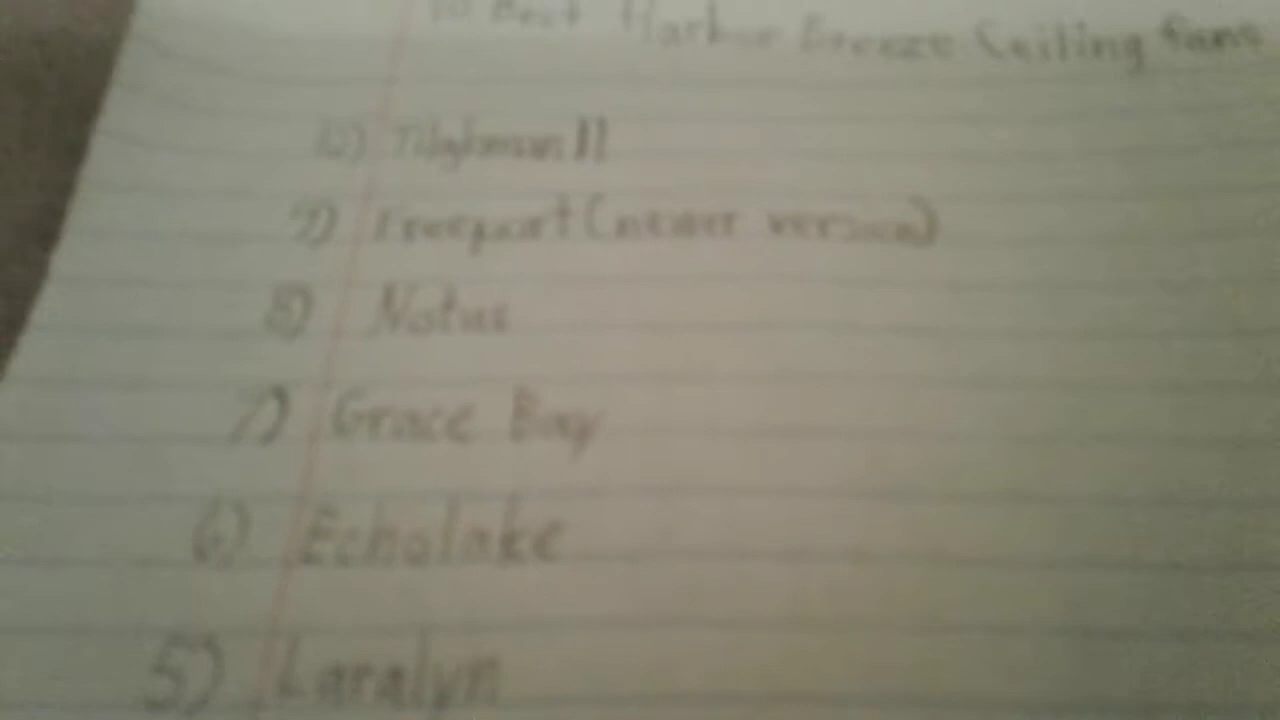 10 Best Harbor Breeze Ceiling fans
10) Tilghman II
9) Freeport (newer version)
8) Notus
7) Grace Bay
6) Echolake
5) Laralyn